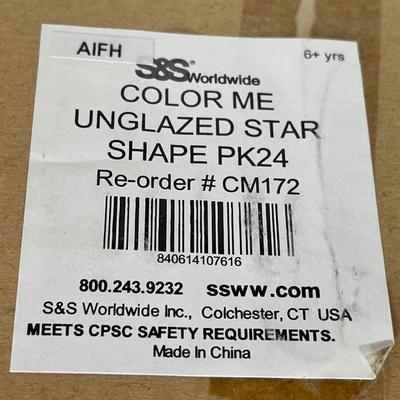 AIFH
6+ yrs
S&S® Worldwide
COLOR ME
UNGLAZED STAR
SHAPE PK24
Re-order # CM172
840614107616
800.243.9232 ssww.com
S&S Worldwide Inc., Colchester, CT USA
MEETS CPSC SAFETY REQUIREMENTS.
Made In China